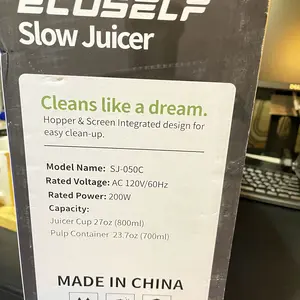 ECOSELF
Slow Juicer
Cleans like a dream.
Hopper & Screen Integrated design for
easy clean-up.
Model Name: SJ-050C
Rated Voltage: AC 120V/60Hz
Rated Power: 200W
Capacity:
Juicer Cup 27oz (800ml)
Pulp Container 23.7oz (700ml)
MADE IN CHINA